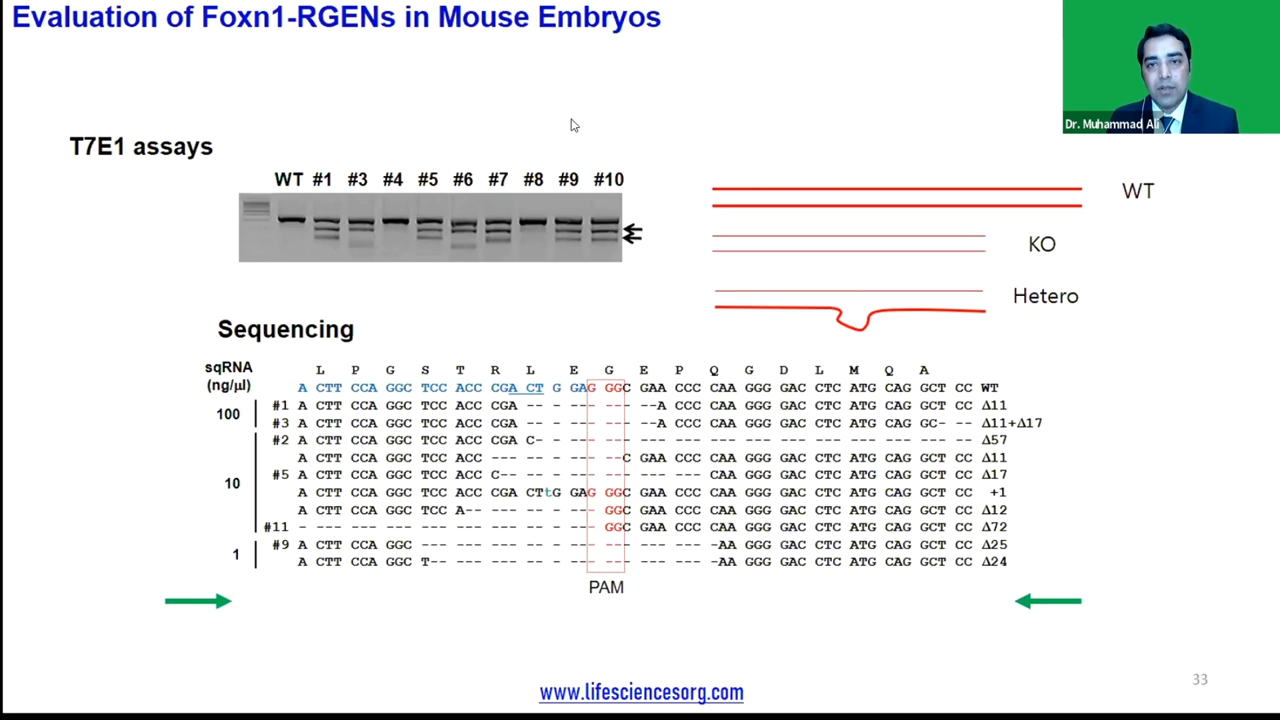 Evaluation of Foxn1-RGENs in Mouse Embryos
Dr. Muhammad Ali
T7E1 assays
WT #1 #3 #4 #5 #6 #7 #8 #9 #10
WT
KO
Hetero
Sequencing
sqRNA
(ng/µl)
L P G S T R L E G E P Q G D L M Q A
A CTT CCA GGC TCC ACC CGA CT G GAG GGC GAA CCC CAA GGG GAC CTC ATG CAG GCT CC WT
100
#1 A CTT CCA GGC TCC ACC CGA -- --- --- --- --A CCC CAA GGG GAC CTC ATG CAG GCT CC Δ11
#3 A CTT CCA GGC TCC ACC CGA -- --- --- --- --A CCC CAA GGG GAC CTC ATG CAG GC- -- Δ11+Δ17
10
#2 A CTT CCA GGC TCC ACC CGA C- --- --- --- --- --- --- --- --- --- --- --- --- -- Δ57
A CTT CCA GGC TCC ACC --- --- --- --C GAA CCC CAA GGG GAC CTC ATG CAG GCT CC Δ11
#5 A CTT CCA GGC TCC ACC C-- --- --- --- --- --- CAA GGG GAC CTC ATG CAG GCT CC Δ17
A CTT CCA GGC TCC ACC CGA CTtG GAG GGC GAA CCC CAA GGG GAC CTC ATG CAG GCT CC +1
A CTT CCA GGC TCC A-- --- --- --- GGC GAA CCC CAA GGG GAC CTC ATG CAG GCT CC Δ12
#11 - --- --- --- --- --- --- --- --- GGC GAA CCC CAA GGG GAC CTC ATG CAG GCT CC Δ72
1
#9 A CTT CCA GGC --- --- --- --- --- --- --- --- -AA GGG GAC CTC ATG CAG GCT CC Δ25
A CTT CCA GGC T-- --- --- --- --- --- --- --- -AA GGG GAC CTC ATG CAG GCT CC Δ24
PAM
www.lifesciencesorg.com
33